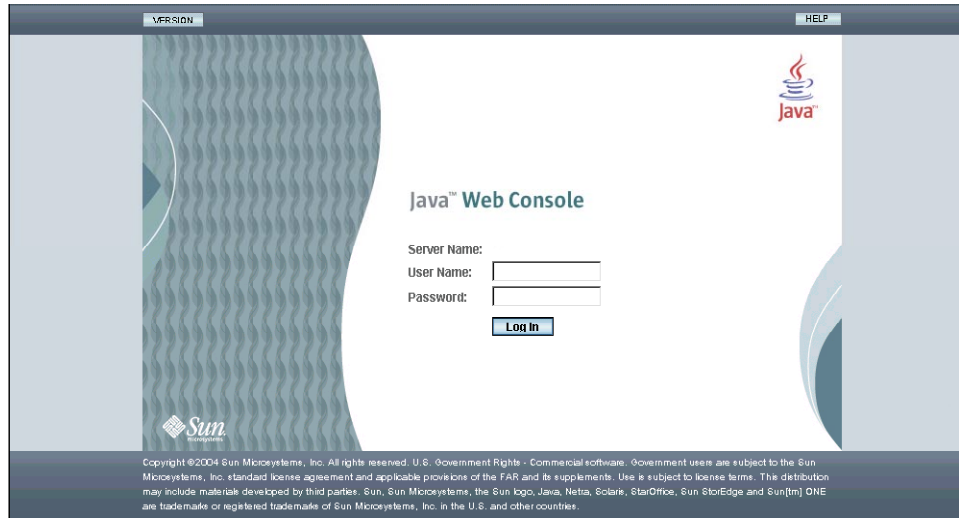 VERSION
HELP
Java™
Java™ Web Console
Server Name:
User Name:
Password:
Log In
Sun
microsystems
Copyright ©2004 Sun Microsystems, Inc. All rights reserved. U.S. Government Rights - Commercial software. Government users are subject to the Sun
Microsystems, Inc. standard license agreement and applicable provisions of the FAR and its supplements. Use is subject to license terms. This distribution
may include materials developed by third parties. Sun, Sun Microsystems, the Sun logo, Java, Netra, Solaris, StarOffice, Sun StorEdge and Sun[tm] ONE
are trademarks or registered trademarks of Sun Microsystems, Inc. in the U.S. and other countries.